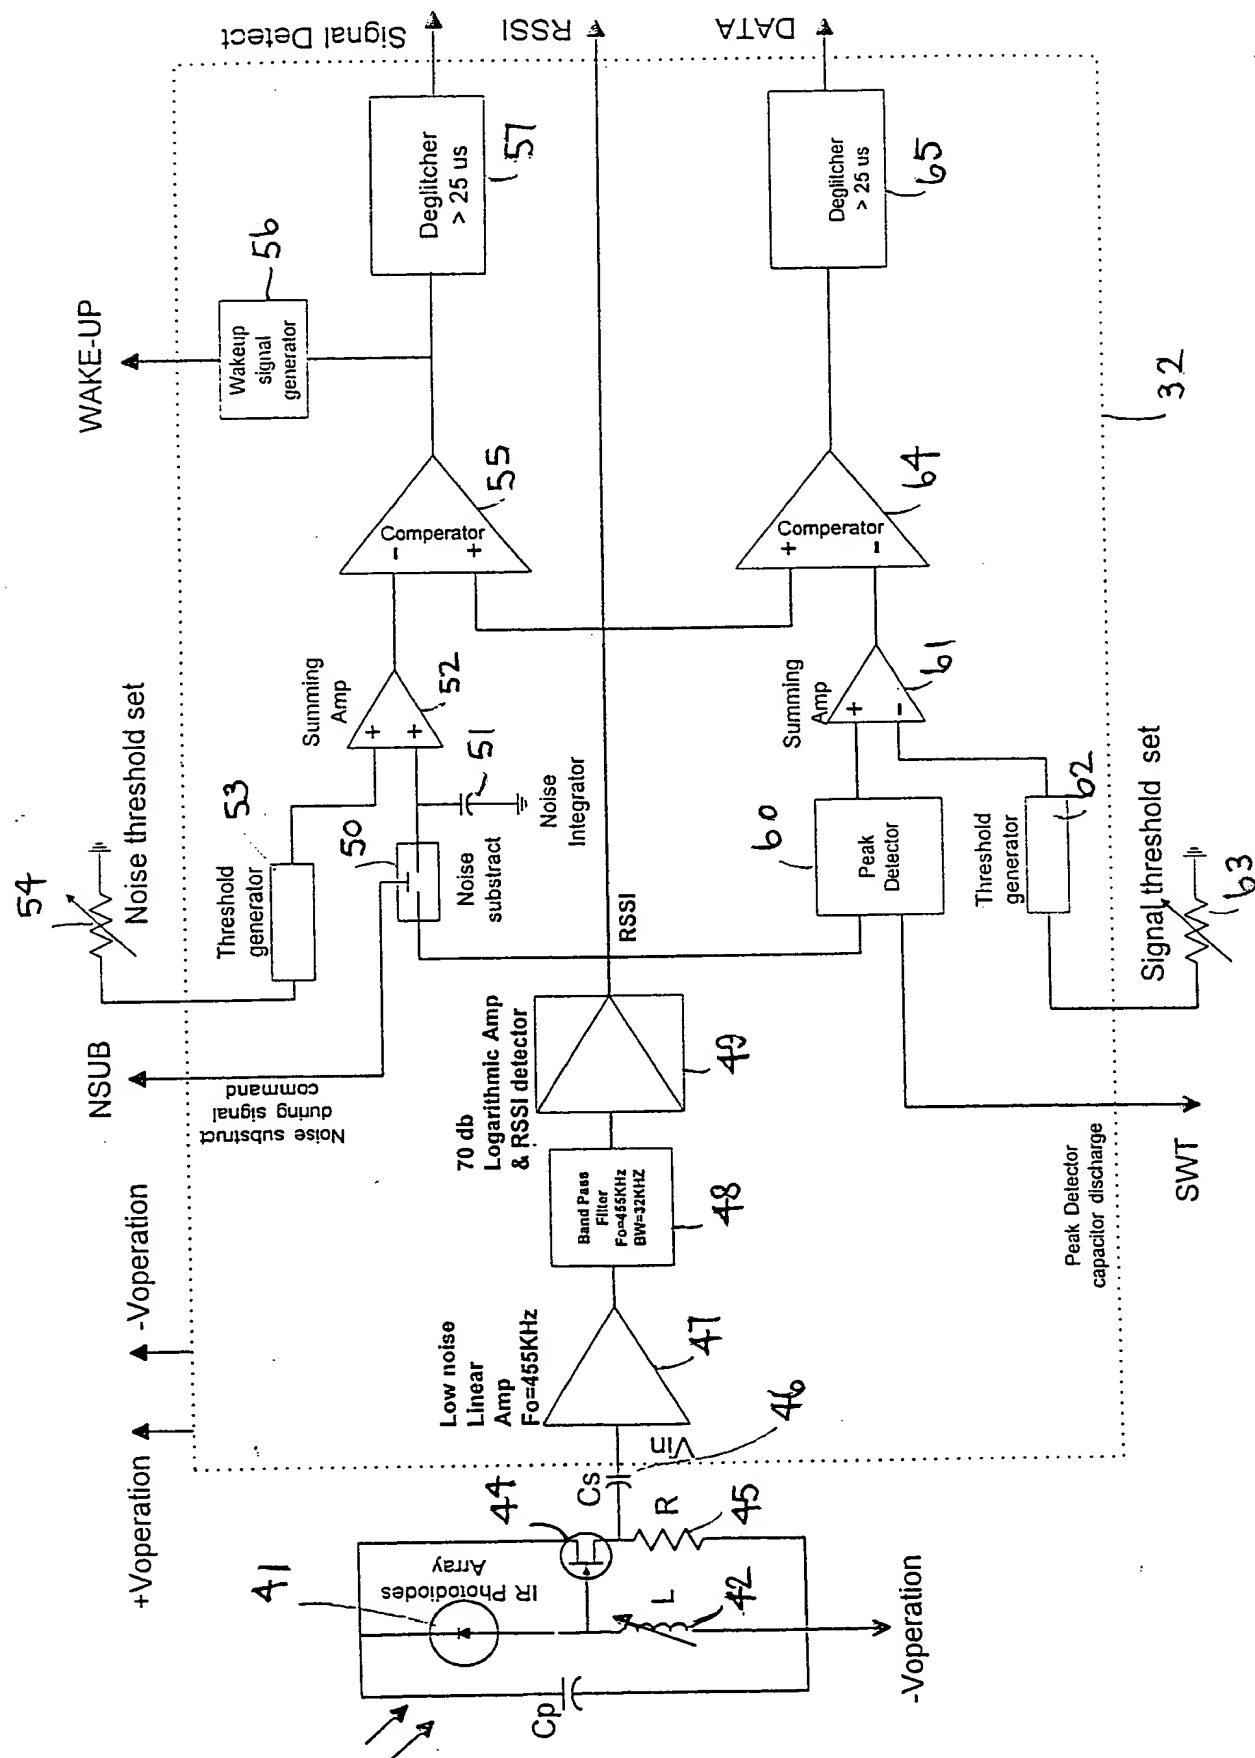 Signal Detect
RSSI
DATA
57
Deglitcher
> 25 us
65
Deglitcher
> 25 us
56
Wakeup
signal
generator
WAKE-UP
32
55
Comperator
-
+
64
Comperator
+
-
54
Noise threshold set
53
Threshold
generator
Summing
Amp
+
+
52
51
50
Noise
substract
Noise
Integrator
RSSI
Summing
Amp
+
-
61
60
Peak
Detector
Threshold
generator
62
Signal threshold set
63
NSUB
Noise substruct
during signal
command
70 db
Logarithmic Amp
& RSSI detector
49
Band Pass
Filter
Fo=455KHz
BW=32KHZ
48
Peak Detector
capacitor discharge
SWT
+Voperation
-Voperation
Low noise
Linear
Amp
Fo=455KHz
47
Vin
46
Cs
44
R
45
41
IR Photodiodes
Array
L
42
Cp
-Voperation